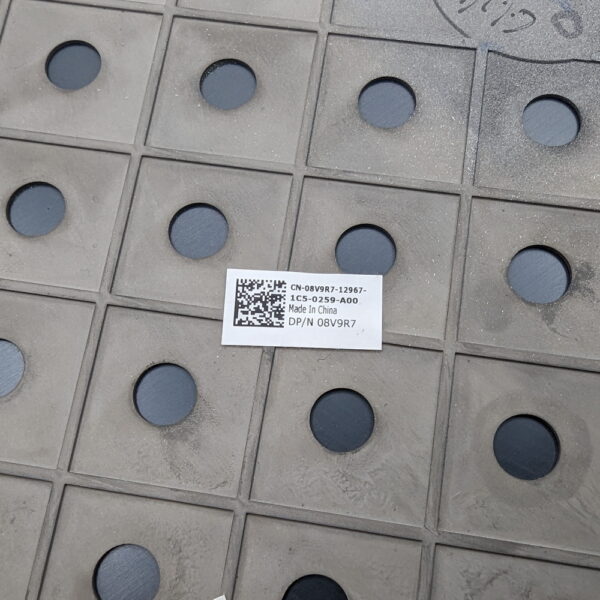 CN-08V9R7-12967-
1C5-0259-A00
Made In China
DP/N 08V9R7